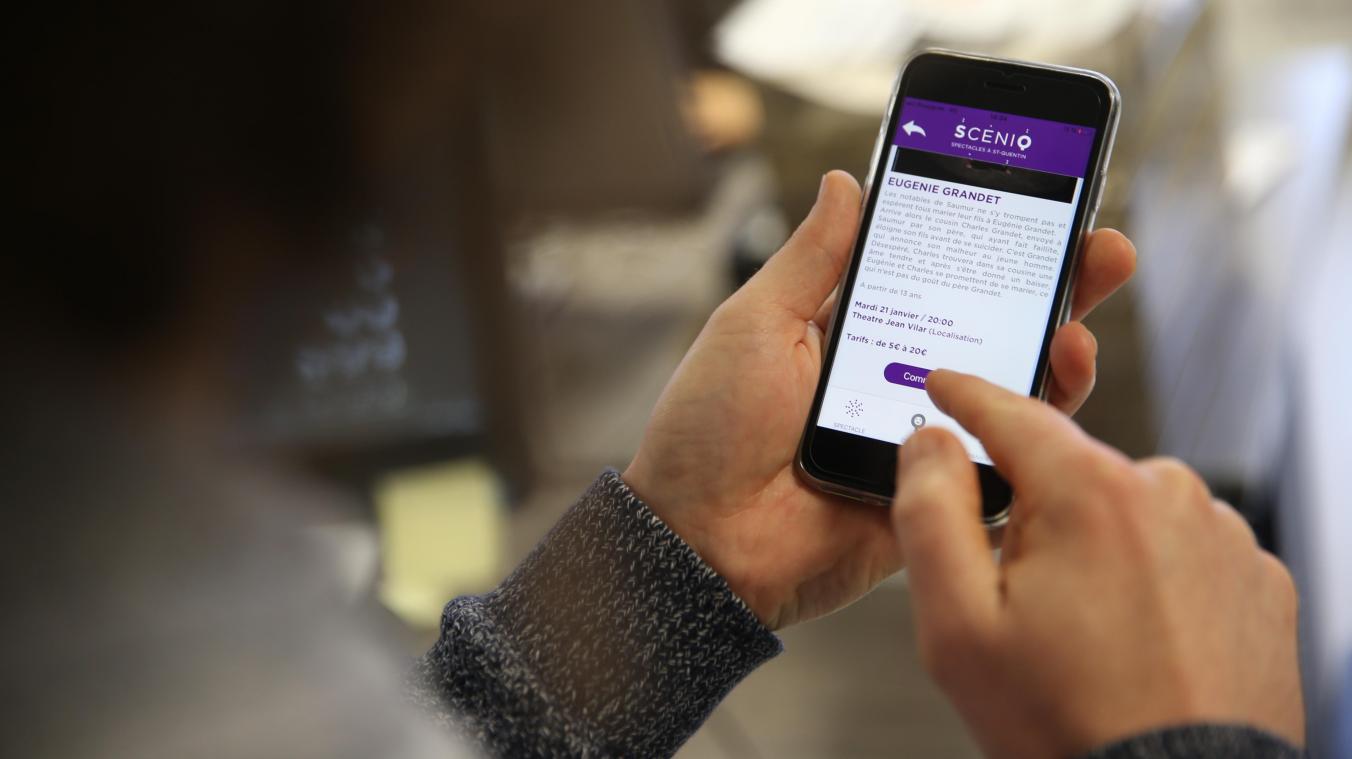 SCENIQ
SPECTACLES À ST-QUENTIN
EUGENIE GRANDET
Les notables de Saumur ne s'y trompent pas et
espèrent tous marier leur fils à Eugénie Grandet.
Arrive alors le cousin Charles Grandet, envoyé à
Saumur par son père, qui ayant fait faillite,
éloigne son fils avant de se suicider. C'est Grandet
qui annonce son malheur au jeune homme.
Désespéré, Charles trouvera dans sa cousine une
âme tendre et après s'être donné un baiser,
Eugénie et Charles se promettent de se marier, ce
qui n'est pas du goût du père Grandet.
A partir de 13 ans
Mardi 21 janvier / 20:00
Theatre Jean Vilar (Localisation)
Tarifs : de 5€ à 20€
Com
SPECTACLE